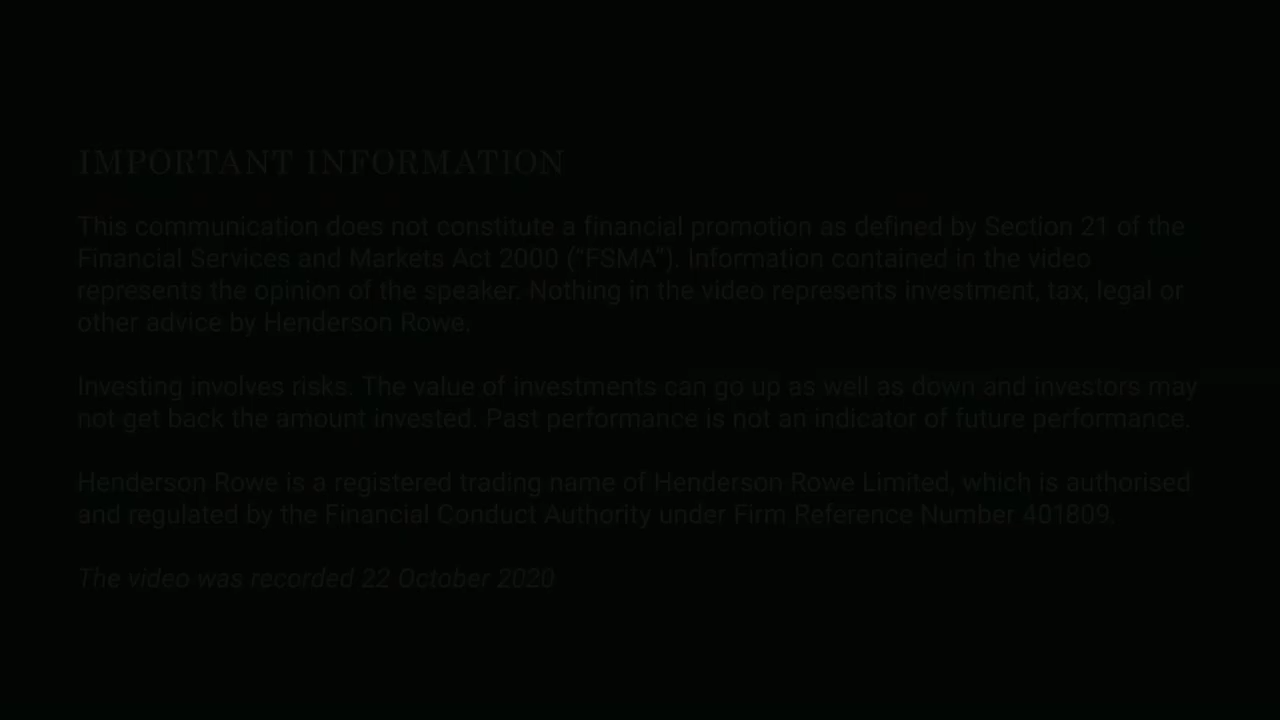 IMPORTANT INFORMATION
This communication does not constitute a financial promotion as defined by Section 21 of the
Financial Services and Markets Act 2000 (“FSMA”). Information contained in the video
represents the opinion of the speaker. Nothing in the video represents investment, tax, legal or
other advice by Henderson Rowe.
Investing involves risks. The value of investments can go up as well as down and investors may
not get back the amount invested. Past performance is not an indicator of future performance.
Henderson Rowe is a registered trading name of Henderson Rowe Limited, which is authorised
and regulated by the Financial Conduct Authority under Firm Reference Number 401809.
The video was recorded 22 October 2020